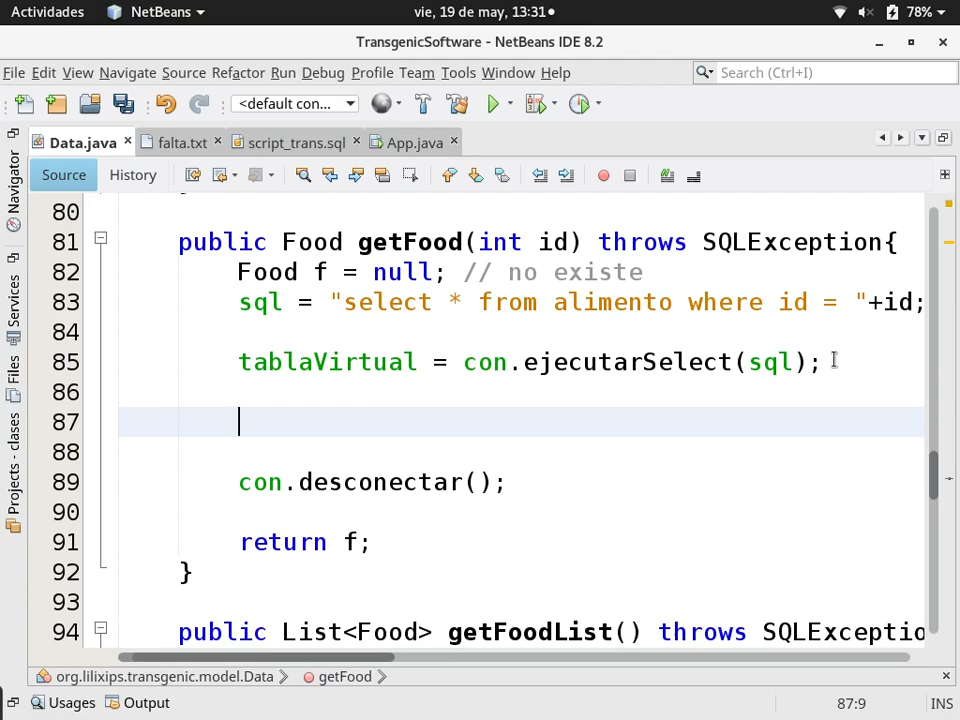 Actividades NetBeans vie, 19 de may, 13:31 78%
TransgenicSoftware - NetBeans IDE 8.2
File Edit View Navigate Source Refactor Run Debug Profile Team Tools Window Help Search (Ctrl+I)
<default con...
Data.java falta.txt script_trans.sql App.java
Source History
Navigator
Services
Files
Projects - clases
80
81 public Food getFood(int id) throws SQLException{
82 Food f = null; // no existe
83 sql = "select * from alimento where id = "+id;
84
85 tablaVirtual = con.ejecutarSelect(sql);
86
87
88
89 con.desconectar();
90
91 return f;
92 }
93
94 public List<Food> getFoodList() throws SQLExceptio
org.lilixips.transgenic.model.Data getFood
Usages Output 87:9 INS